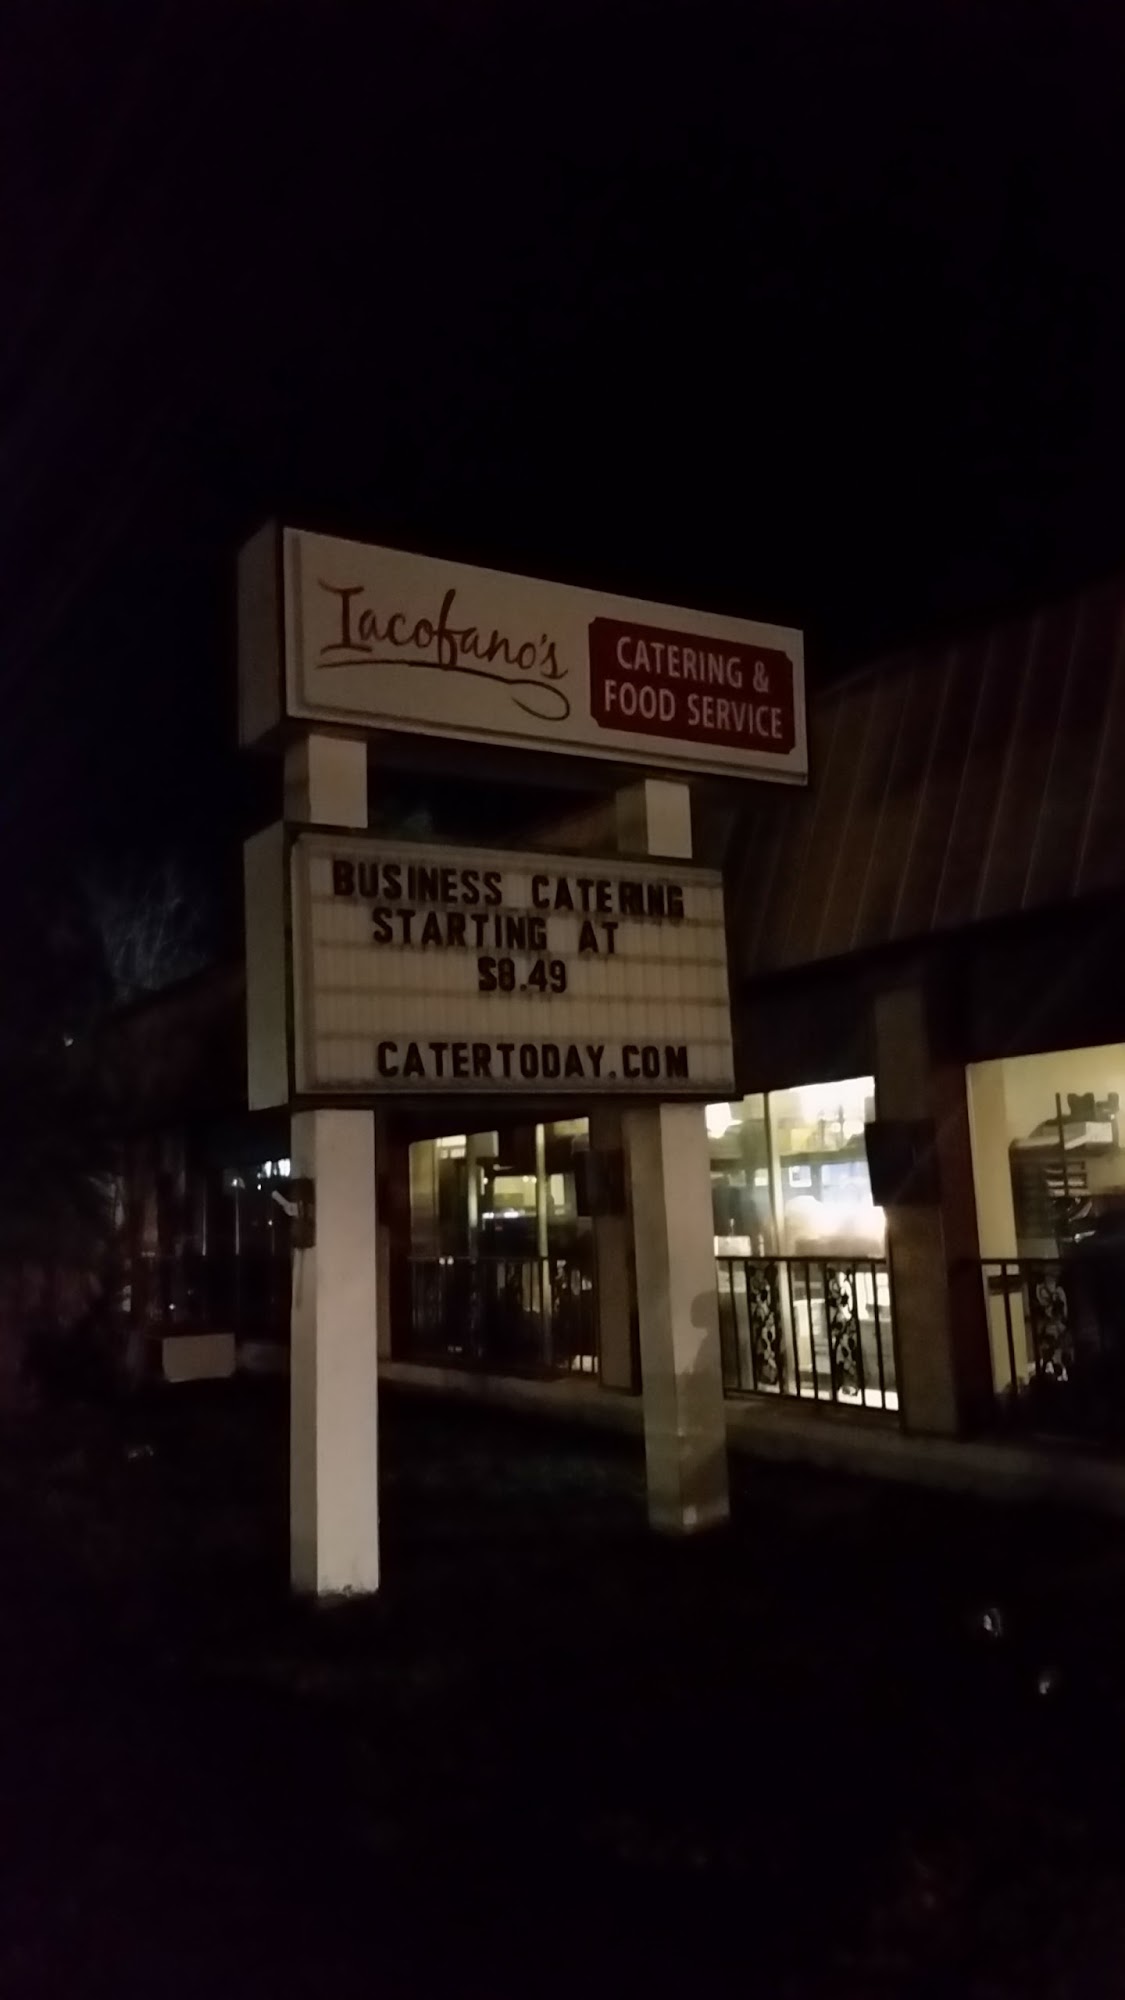 Iacofano's
CATERING &
FOOD SERVICE
BUSINESS CATERING
STARTING AT
$8.49
CATERTODAY.COM